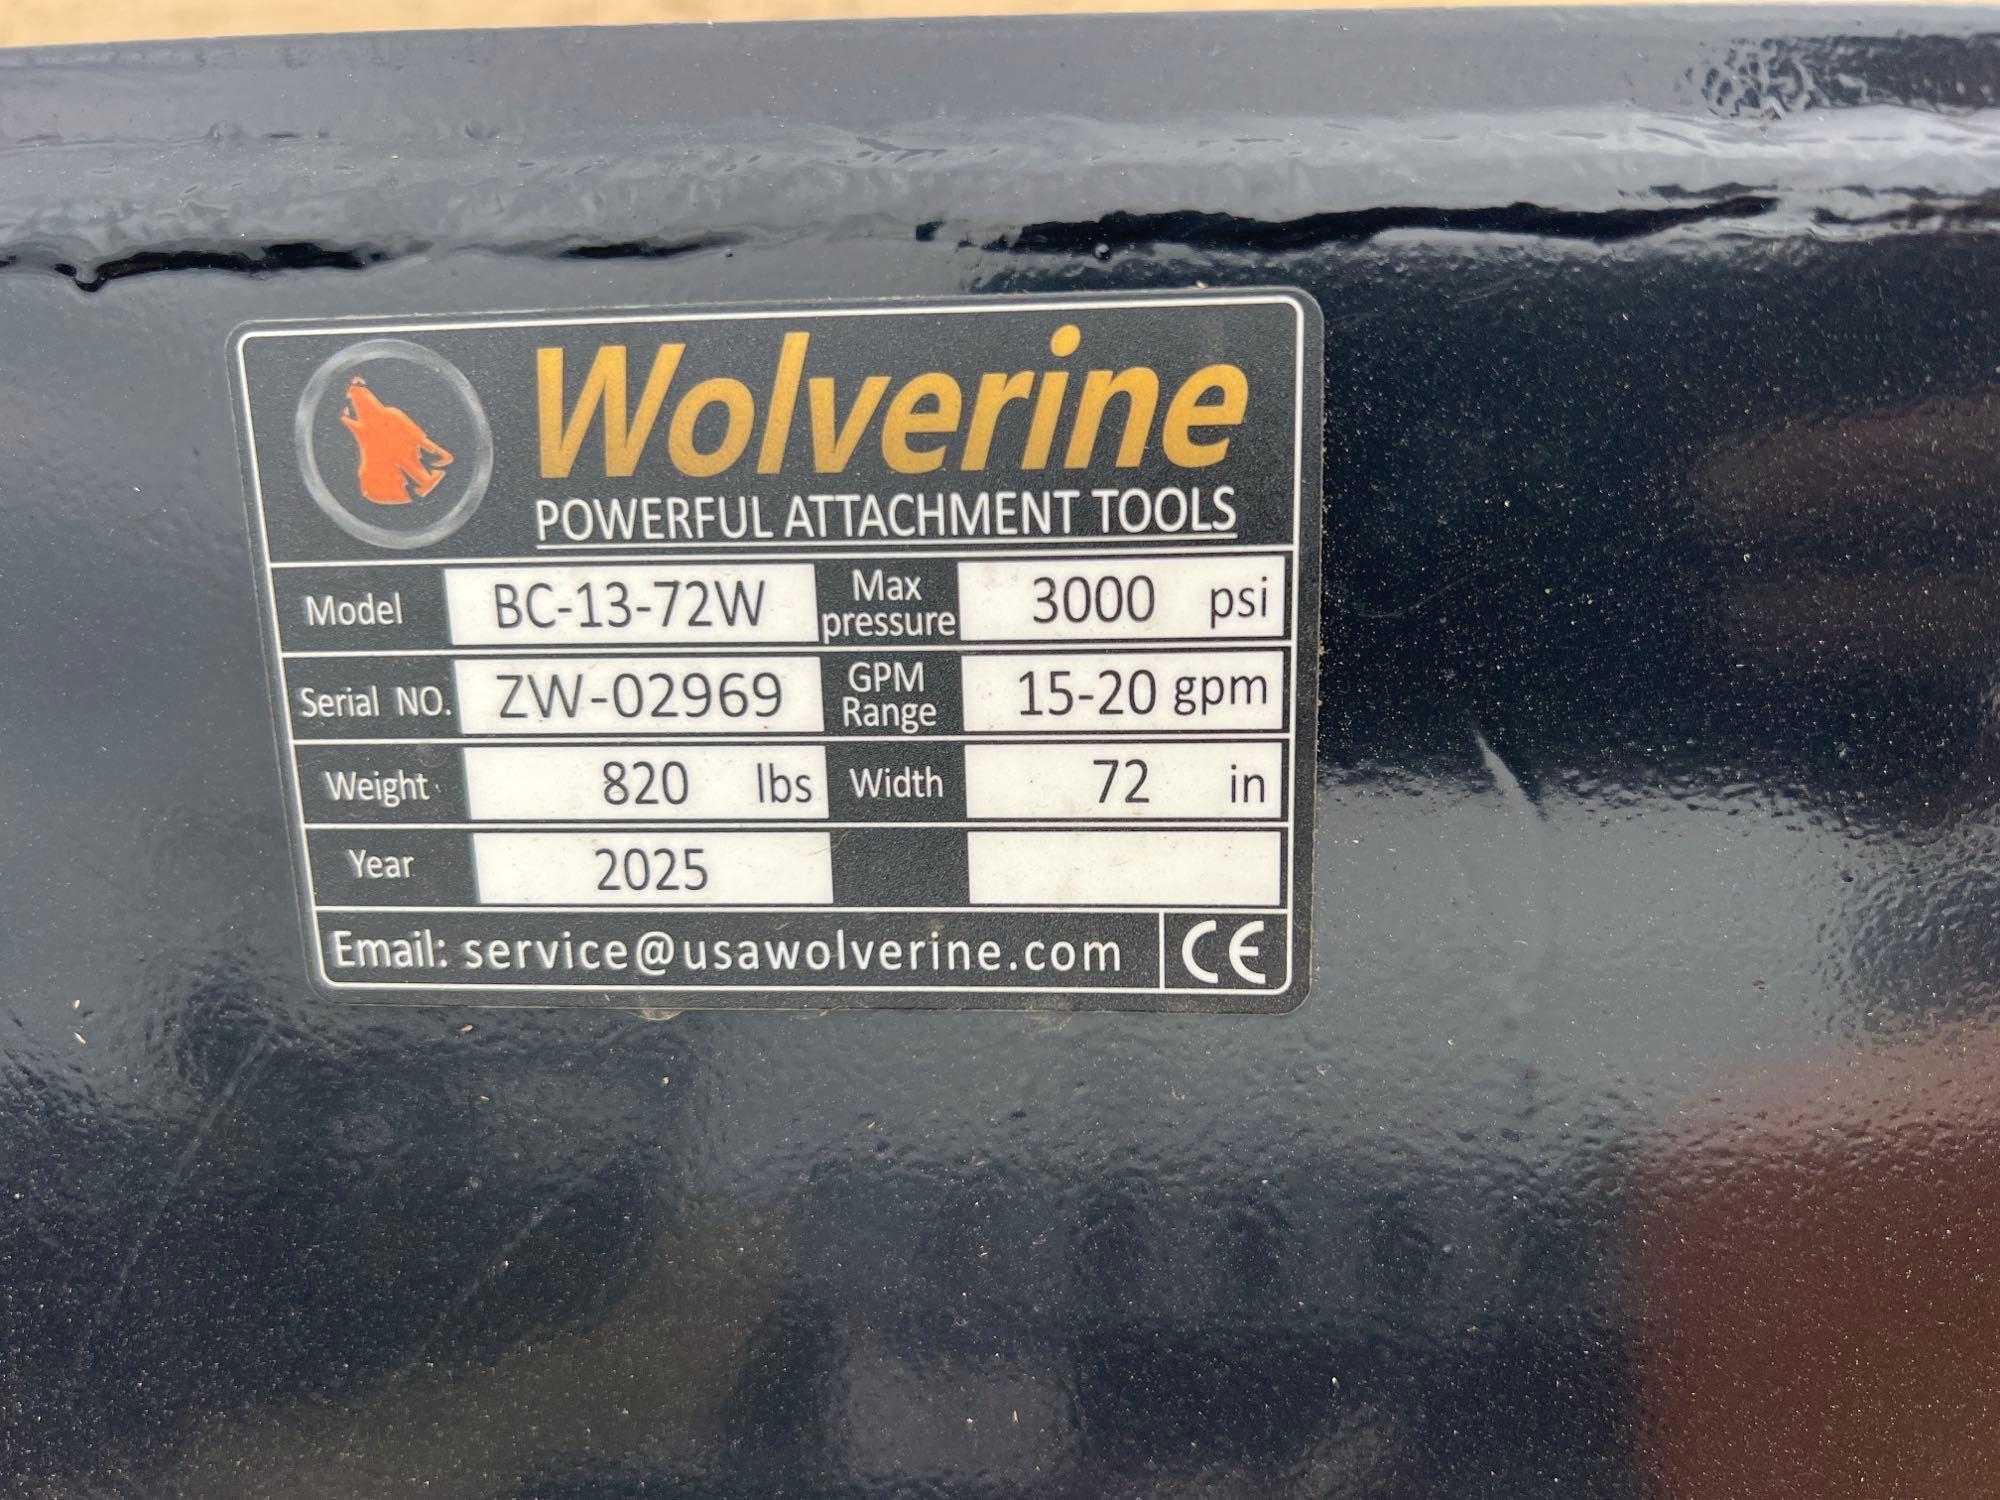 Wolverine
POWERFUL ATTACHMENT TOOLS
Model BC-13-72W Max pressure 3000 psi
Serial NO. ZW-02969 GPM Range 15-20 gpm
Weight 820 lbs Width 72 in
Year 2025
Email: service@usawolverine.com CE